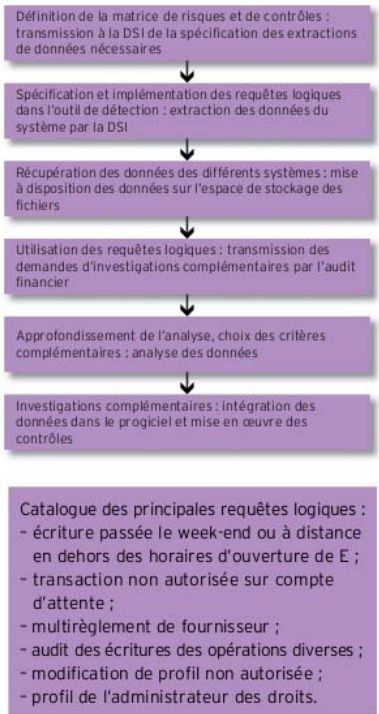 Définition de la matrice de risques et de contrôles :
transmission à la DSI de la spécification des extractions
de données nécessaires
Spécification et implémentation des requêtes logiques
dans l'outil de détection : extraction des données du
système par la DSI
Récupération des données des différents systèmes : mise
à disposition des données sur l'espace de stockage des
fichiers
Utilisation des requêtes logiques : transmission des
demandes d'investigations complémentaires par l'audit
financier
Approfondissement de l'analyse, choix des critères
complémentaires : analyse des données
Investigations complémentaires : intégration des
données dans le progiciel et mise en œuvre des
contrôles
Catalogue des principales requêtes logiques :
- écriture passée le week-end ou à distance
en dehors des horaires d'ouverture de E ;
- transaction non autorisée sur compte
d'attente ;
- multirèglement de fournisseur ;
- audit des écritures des opérations diverses ;
- modification de profil non autorisée ;
- profil de l'administrateur des droits.